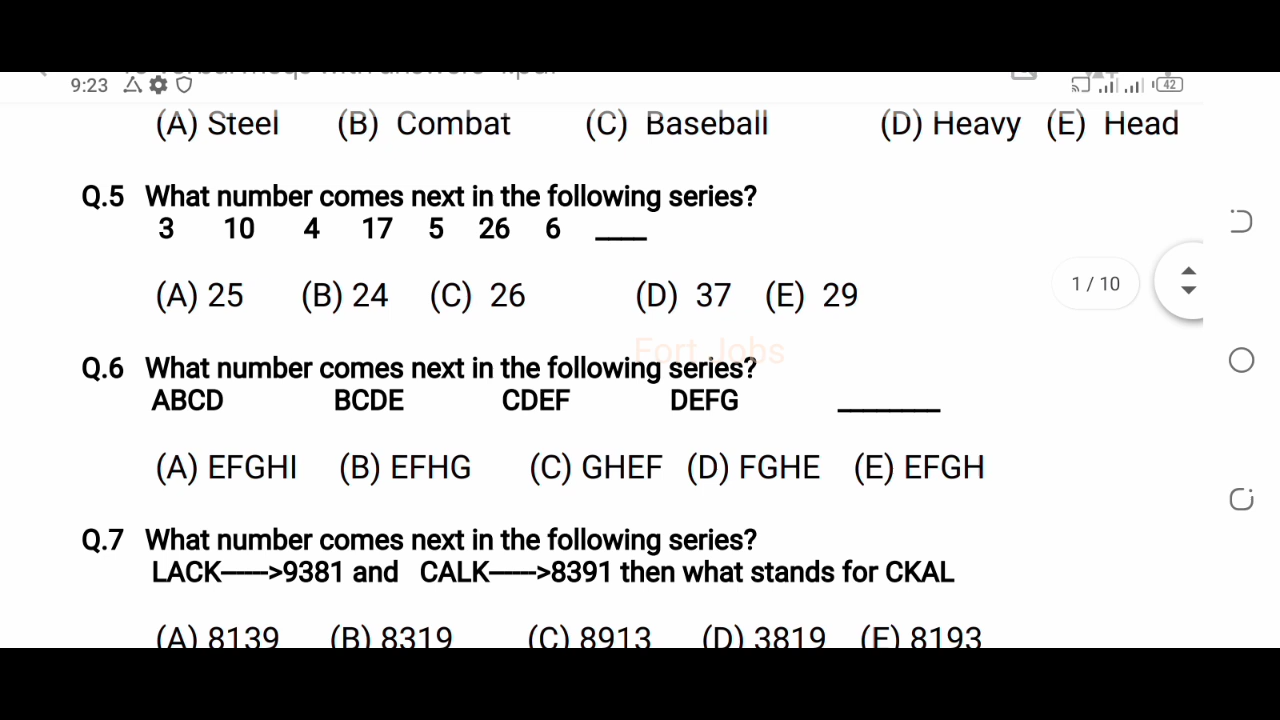 9:23 42
(A) Steel (B) Combat (C) Baseball (D) Heavy (E) Head
Q.5 What number comes next in the following series?
3 10 4 17 5 26 6 ____
(A) 25 (B) 24 (C) 26 (D) 37 (E) 29
1 / 10
Fort Jobs
Q.6 What number comes next in the following series?
ABCD BCDE CDEF DEFG ________
(A) EFGHI (B) EFHG (C) GHEF (D) FGHE (E) EFGH
Q.7 What number comes next in the following series?
LACK------>9381 and CALK------>8391 then what stands for CKAL
(A) 8139 (B) 8319 (C) 8913 (D) 3819 (E) 8193